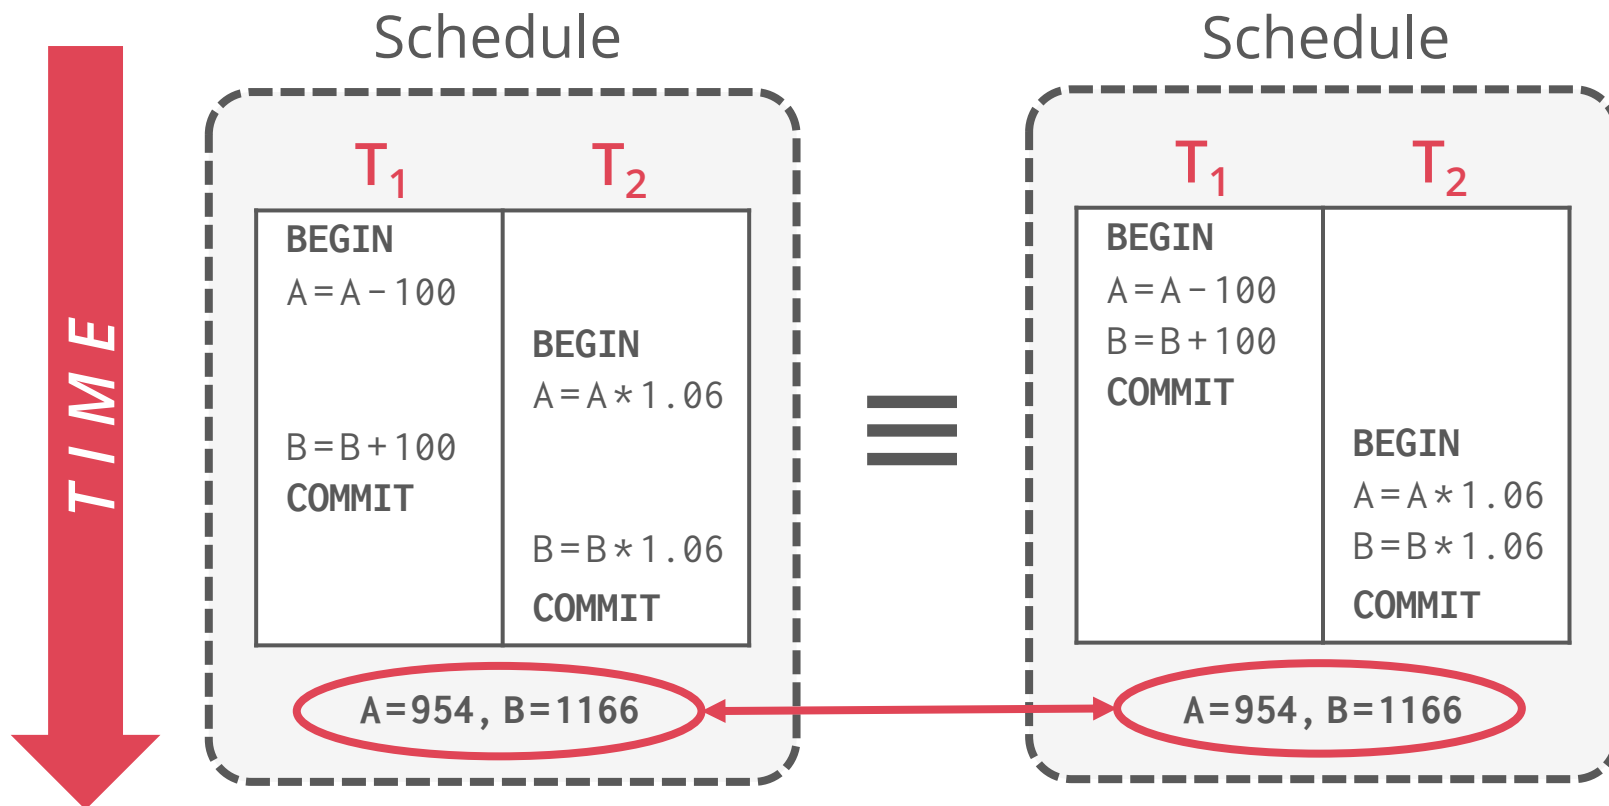 TIME
Schedule
T₁ T₂
BEGIN
A=A-100
BEGIN
A=A*1.06
B=B+100
COMMIT
B=B*1.06
COMMIT
A=954, B=1166
≡
Schedule
T₁ T₂
BEGIN
A=A-100
B=B+100
COMMIT
BEGIN
A=A*1.06
B=B*1.06
COMMIT
A=954, B=1166